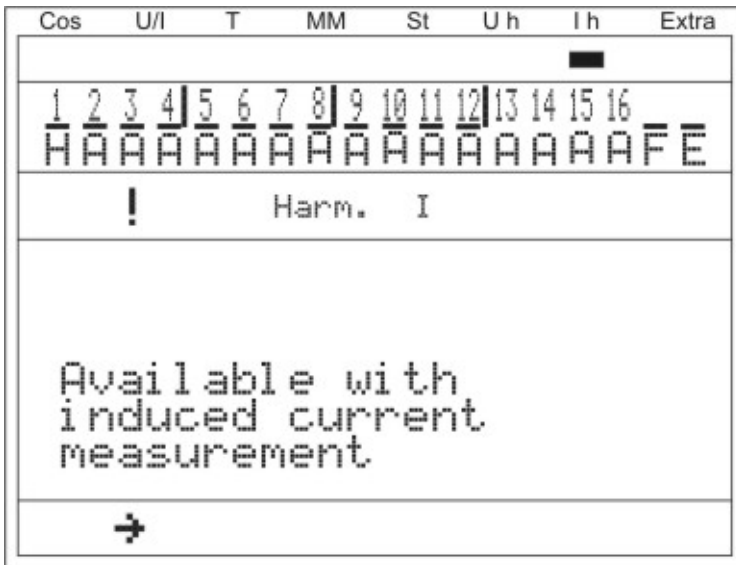 Cos U/I T MM St U h I h Extra
1 2 3 4 5 6 7 8 9 10 11 12 13 14 15 16
H A A A A A A A A A A A A A A A F E
! Harm. I
Available with
induced current
measurement
→